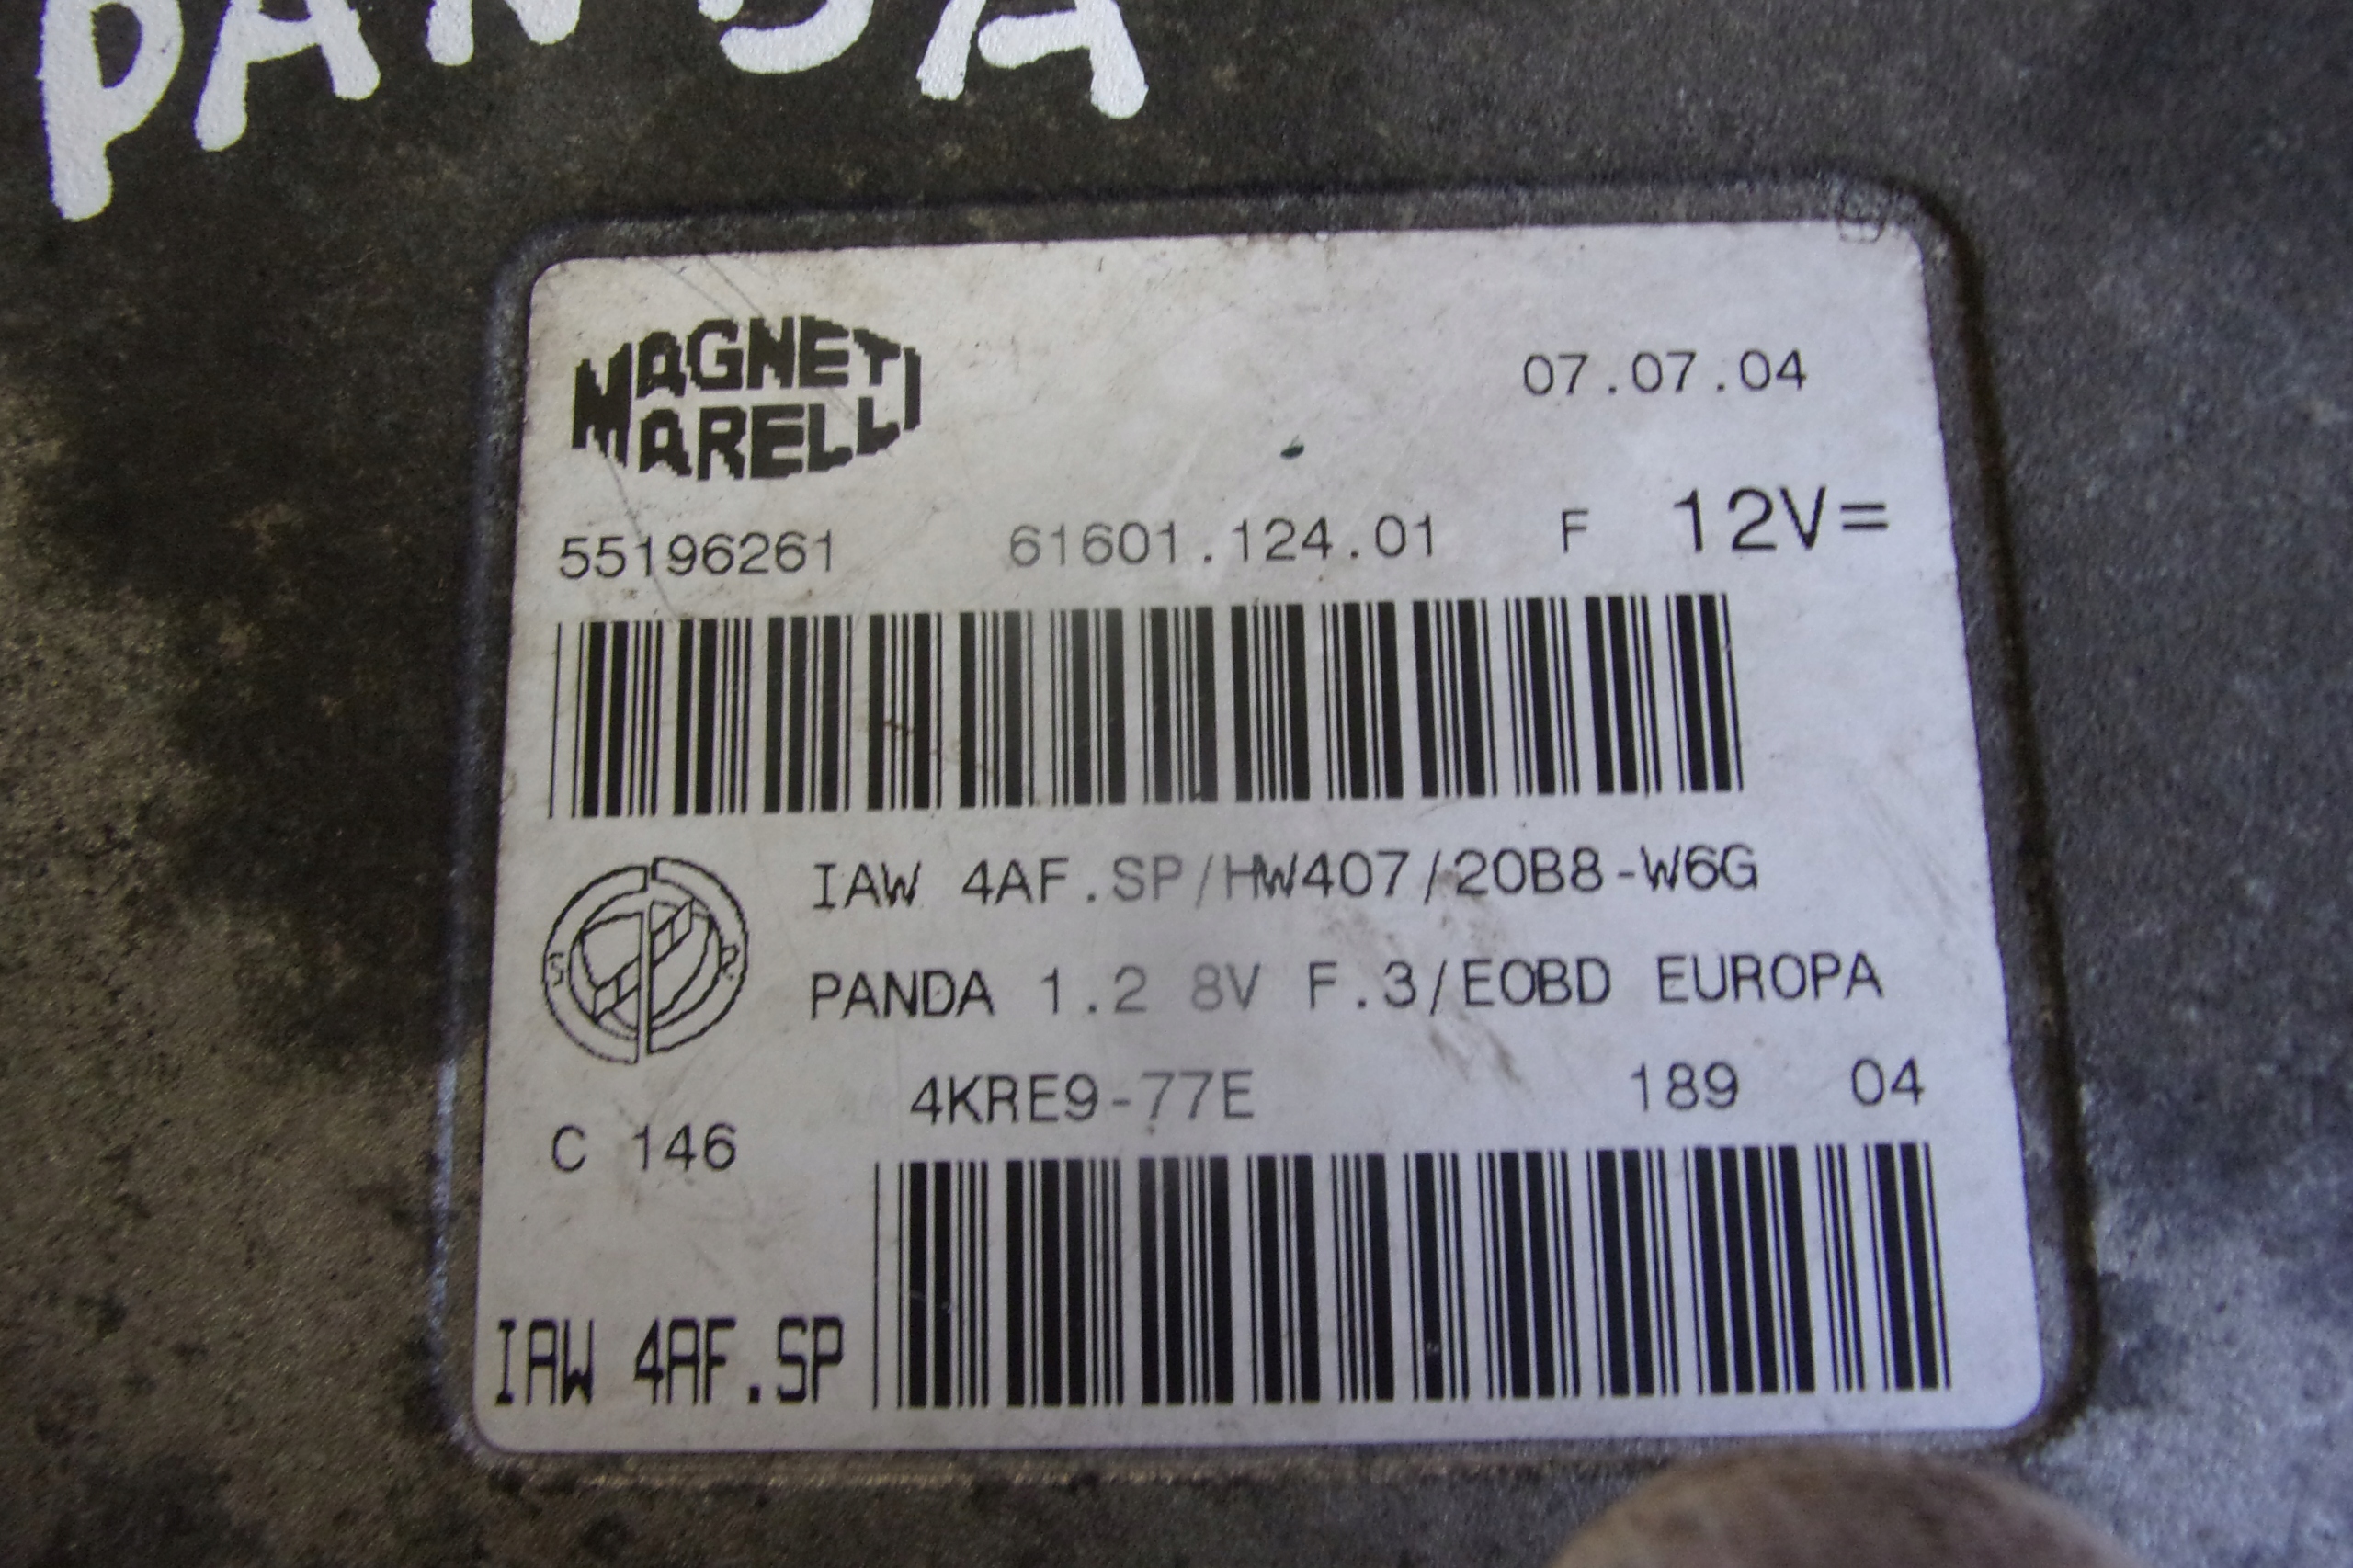 PANDA
MAGNETI
MARELLI
07.07.04
55196261 61601.124.01 F 12V=
IAW 4AF.SP/HW407/20B8-W6G
S R
PANDA 1.2 8V F.3/EOBD EUROPA
4KRE9-77E 189 04
C 146
IAW 4AF.SP